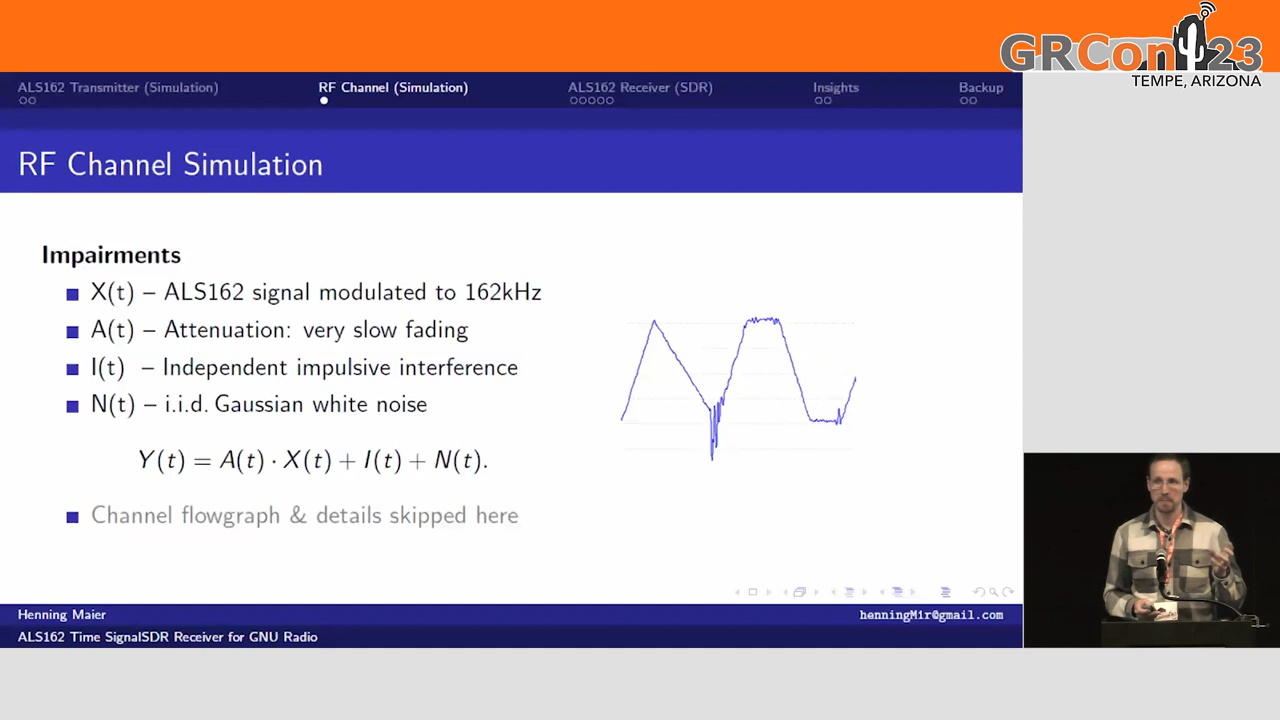 GRCon 23
TEMPE, ARIZONA
ALS162 Transmitter (Simulation) RF Channel (Simulation) ALS162 Receiver (SDR) Insights Backup
RF Channel Simulation
Impairments
X(t) – ALS162 signal modulated to 162kHz
A(t) – Attenuation: very slow fading
I(t) – Independent impulsive interference
N(t) – i.i.d. Gaussian white noise
Y(t) = A(t) · X(t) + I(t) + N(t).
Channel flowgraph & details skipped here
Henning Maier henningM1r@gmail.com
ALS162 Time SignalSDR Receiver for GNU Radio